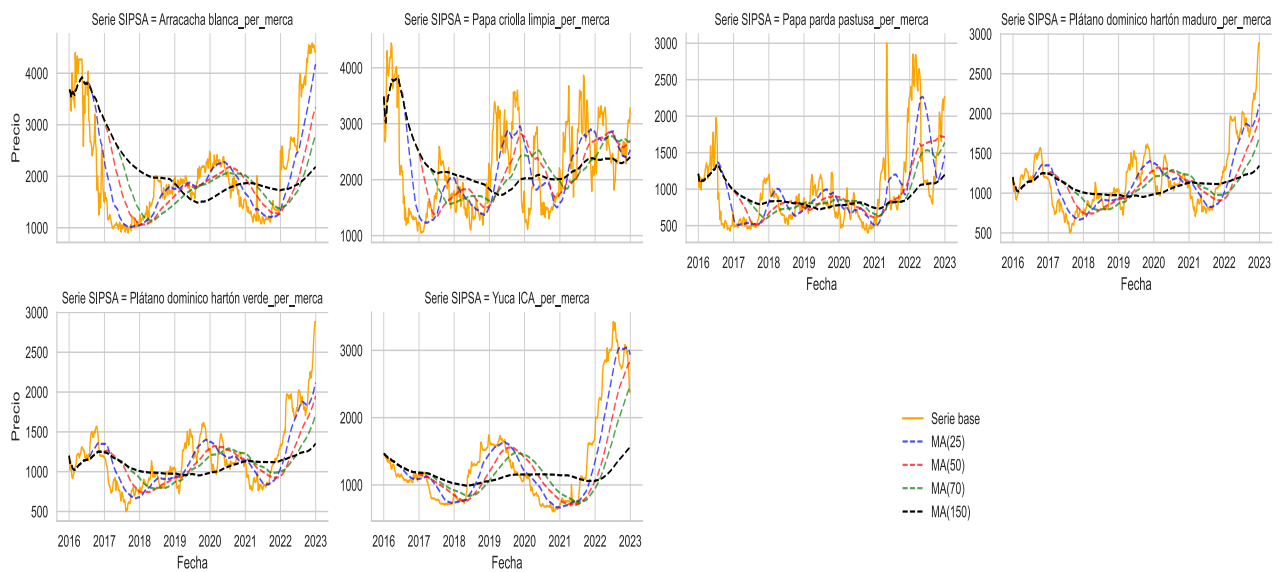 Serie SIPSA = Arracacha blanca_per_merca
Precio
4000
3000
2000
1000
Serie SIPSA = Papa criolla limpia_per_merca
4000
3000
2000
1000
Serie SIPSA = Papa parda pastusa_per_merca
3000
2500
2000
1500
1000
500
2016 2017 2018 2019 2020 2021 2022 2023
Fecha
Serie SIPSA = Plátano dominico hartón maduro_per_merca
3000
2500
2000
1500
1000
500
2016 2017 2018 2019 2020 2021 2022 2023
Fecha
Serie SIPSA = Plátano dominico hartón verde_per_merca
Precio
3000
2500
2000
1500
1000
500
2016 2017 2018 2019 2020 2021 2022 2023
Fecha
Serie SIPSA = Yuca ICA_per_merca
3000
2000
1000
2016 2017 2018 2019 2020 2021 2022 2023
Fecha
Serie base
MA(25)
MA(50)
MA(70)
MA(150)